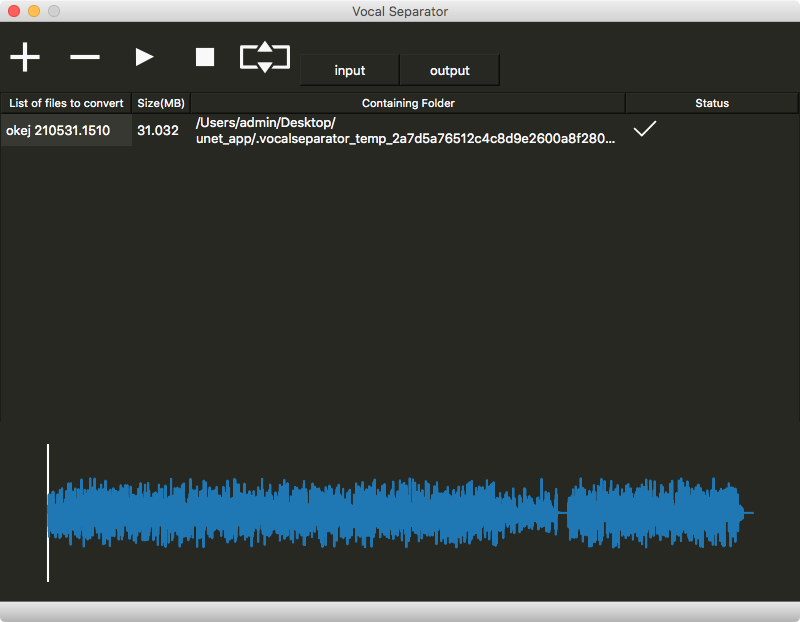 Vocal Separator
input
output
List of files to convert
Size(MB)
Containing Folder
Status
okej 210531.1510
31.032
/Users/admin/Desktop/
unet_app/.vocalseparator_temp_2a7d5a76512c4c8d9e2600a8f280...